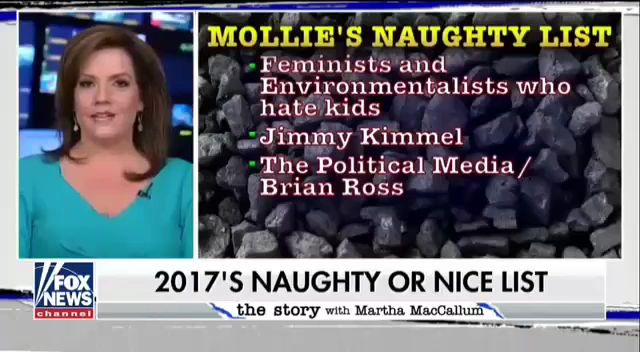 MOLLIE'S NAUGHTY LIST
Feminists and
Environmentalists who
hate kids
Jimmy Kimmel
The Political Media/
Brian Ross
2017'S NAUGHTY OR NICE LIST
FOX
NEWS
channel
the story with Martha MacCallum